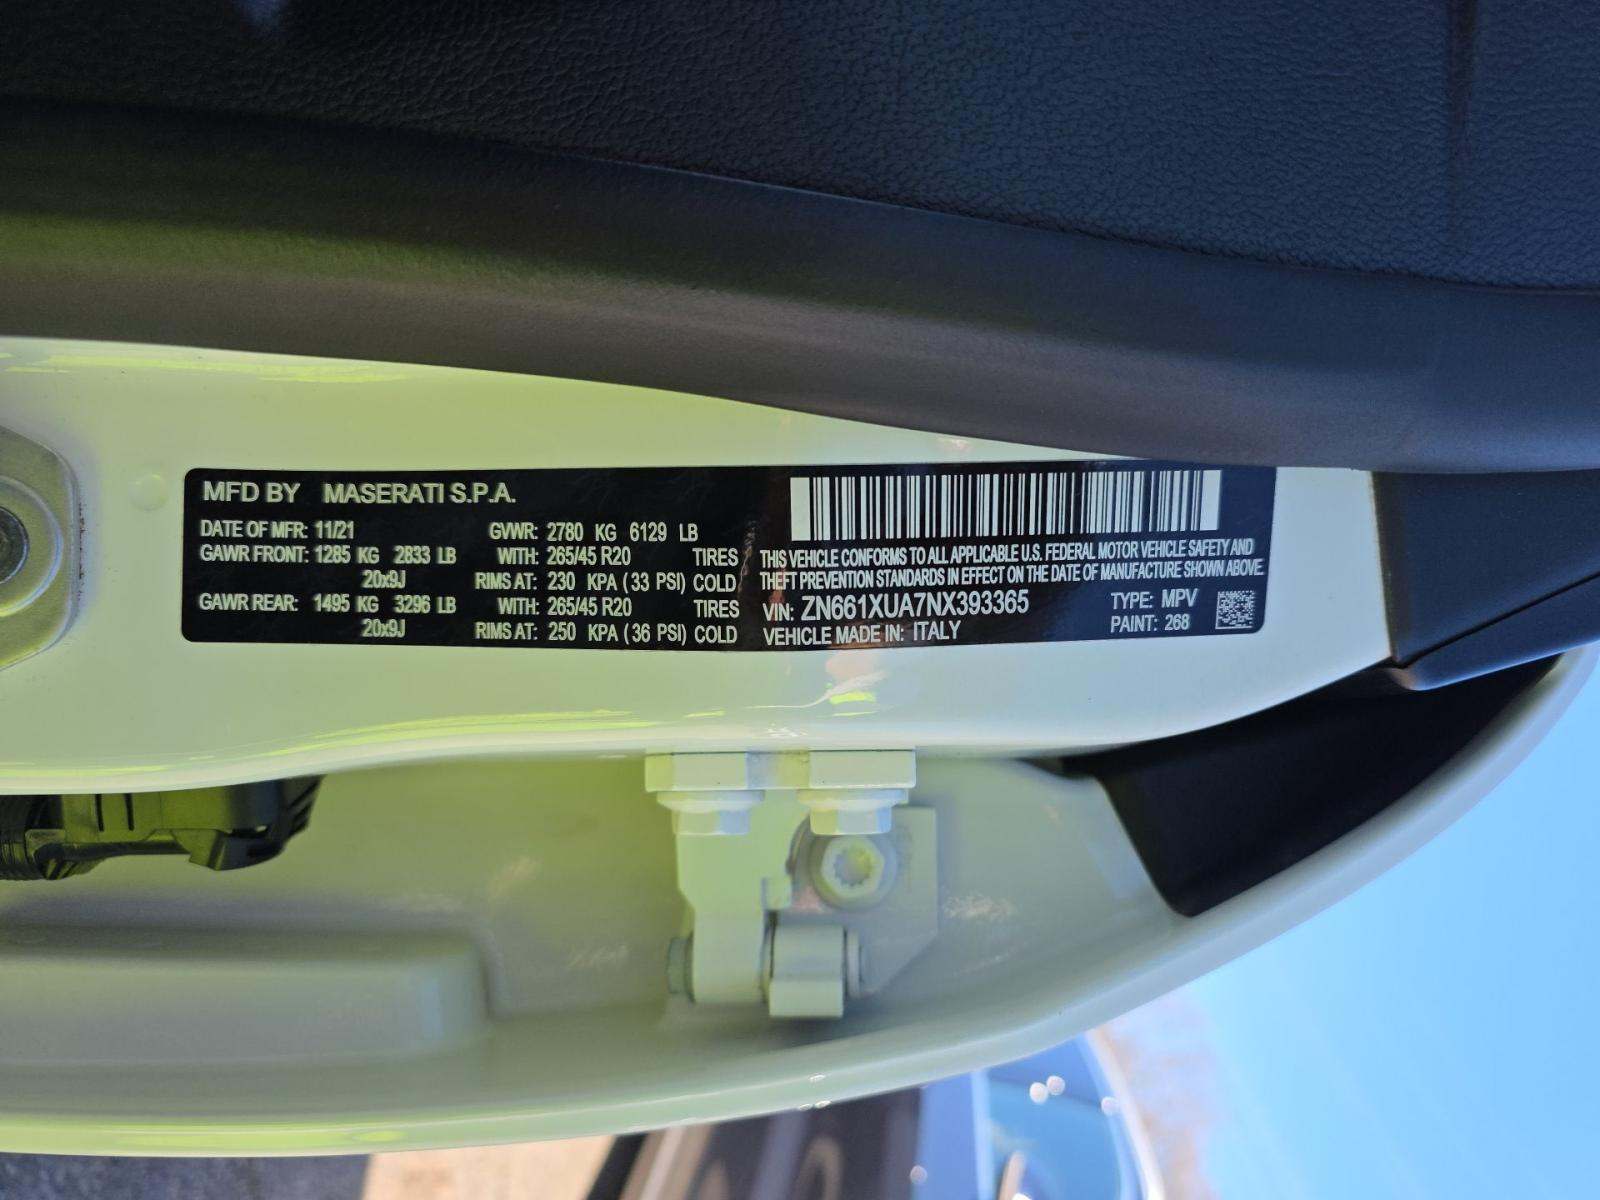 MFD BY MASERATI S.P.A.
DATE OF MFR: 11/21 GVWR: 2780 KG 6129 LB
GAWR FRONT: 1285 KG 2833 LB WITH: 265/45 R20 TIRES
20x9J RIMS AT: 230 KPA ( 33 PSI) COLD
GAWR REAR: 1495 KG 3296 LB WITH: 265/45 R20 TIRES
20x9J RIMS AT: 250 KPA ( 36 PSI) COLD
THIS VEHICLE CONFORMS TO ALL APPLICABLE U.S. FEDERAL MOTOR VEHICLE SAFETY AND
THEFT PREVENTION STANDARDS IN EFFECT ON THE DATE OF MANUFACTURE SHOWN ABOVE.
VIN: ZN661XUA7NX393365 TYPE: MPV
VEHICLE MADE IN: ITALY PAINT: 268